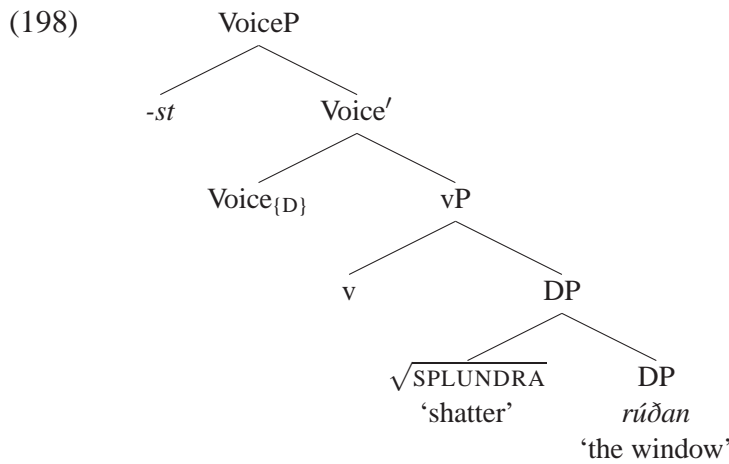 (198) VoiceP
-st Voice′
Voice{D} vP
v DP
√SPLUNDRA DP
‘shatter’ rúðan
‘the window’